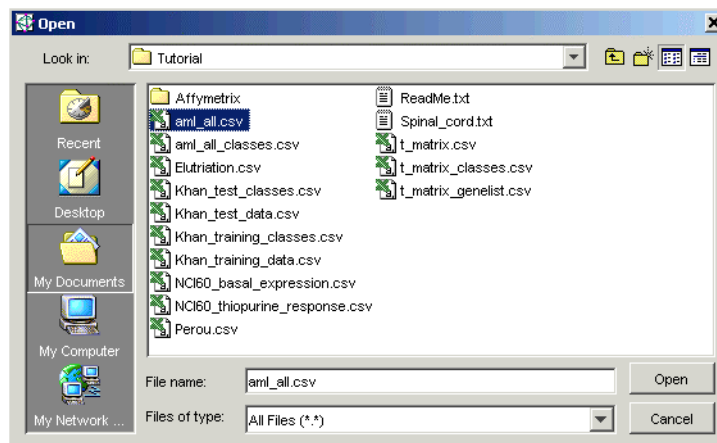 Open
Look in: Tutorial
Recent
Desktop
My Documents
My Computer
My Network ...
Affymetrix
aml_all.csv
aml_all_classes.csv
Elutriation.csv
Khan_test_classes.csv
Khan_test_data.csv
Khan_training_classes.csv
Khan_training_data.csv
NCI60_basal_expression.csv
NCI60_thiopurine_response.csv
Perou.csv
ReadMe.txt
Spinal_cord.txt
t_matrix.csv
t_matrix_classes.csv
t_matrix_genelist.csv
File name: aml_all.csv Open
Files of type: All Files (*.*) Cancel